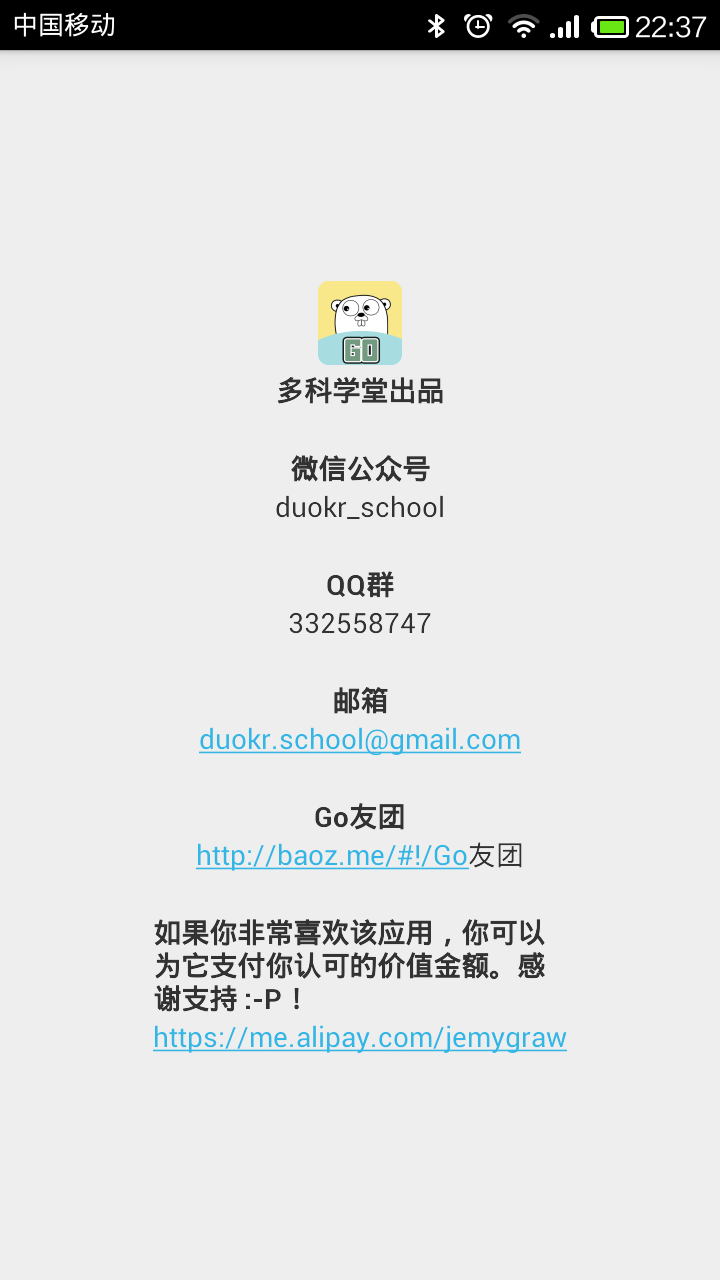 中国移动 22:37
GO
多科学堂出品
微信公众号
duokr_school
QQ群
332558747
邮箱
duokr.school@gmail.com
Go友团
http://baoz.me/#!/Go友团
如果你非常喜欢该应用，你可以
为它支付你认可的价值金额。感
谢支持 :-P！
https://me.alipay.com/jemygraw